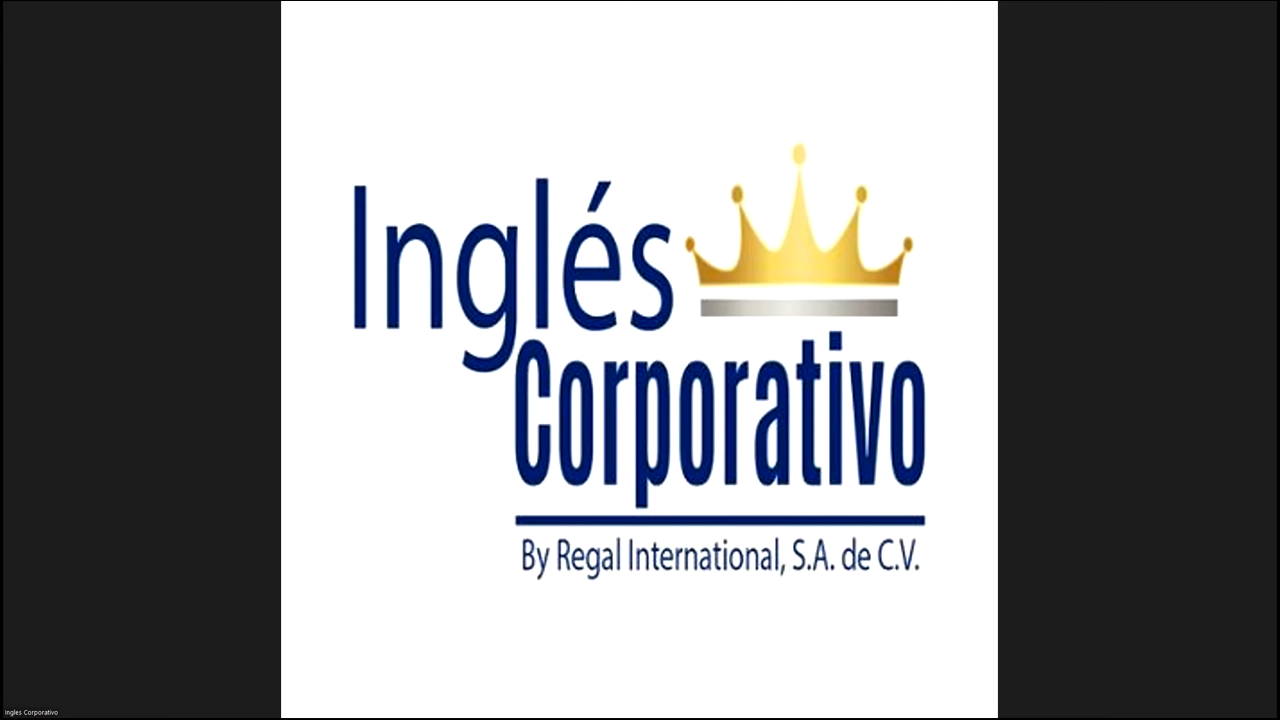 Inglés
Corporativo
By Regal International, S.A. de C.V.
Ingles Corporativo